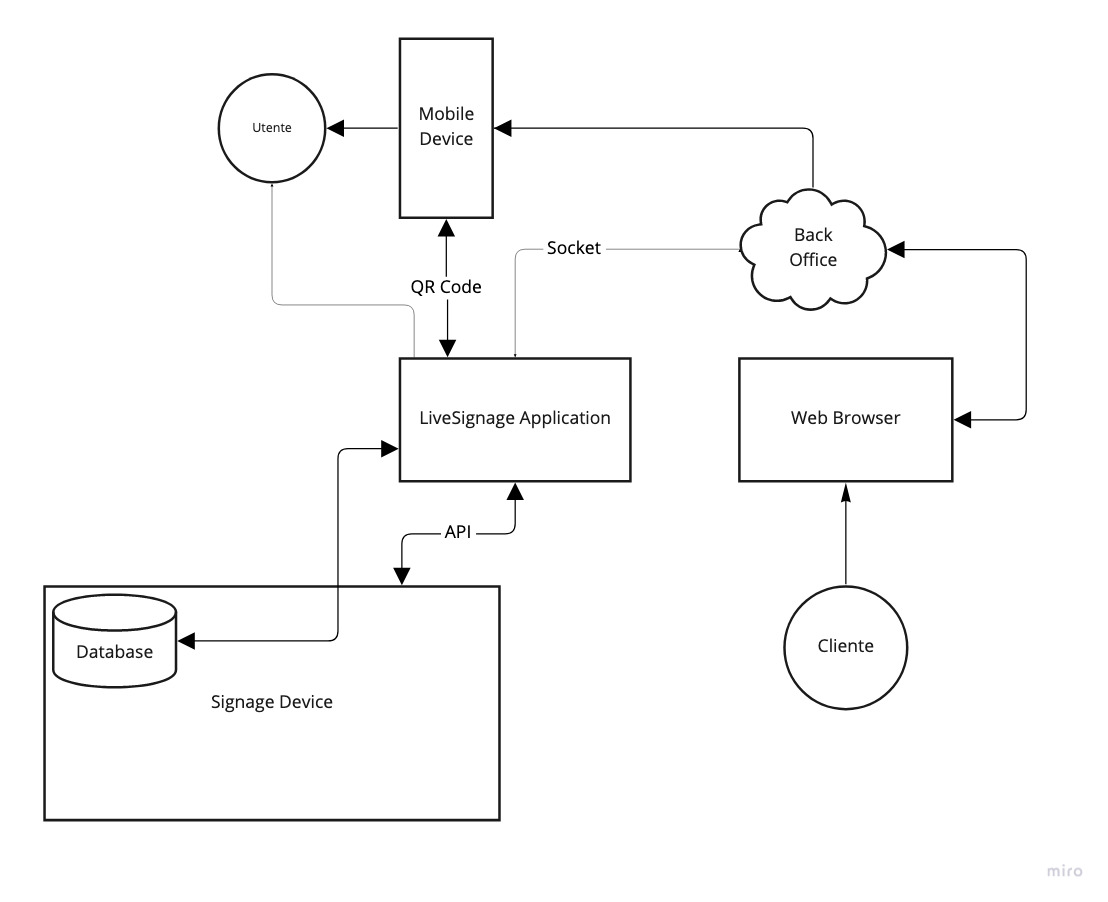 Mobile
Device
Utente
Back
Office
Socket
QR Code
LiveSignage Application
Web Browser
API
Database
Cliente
Signage Device
miro